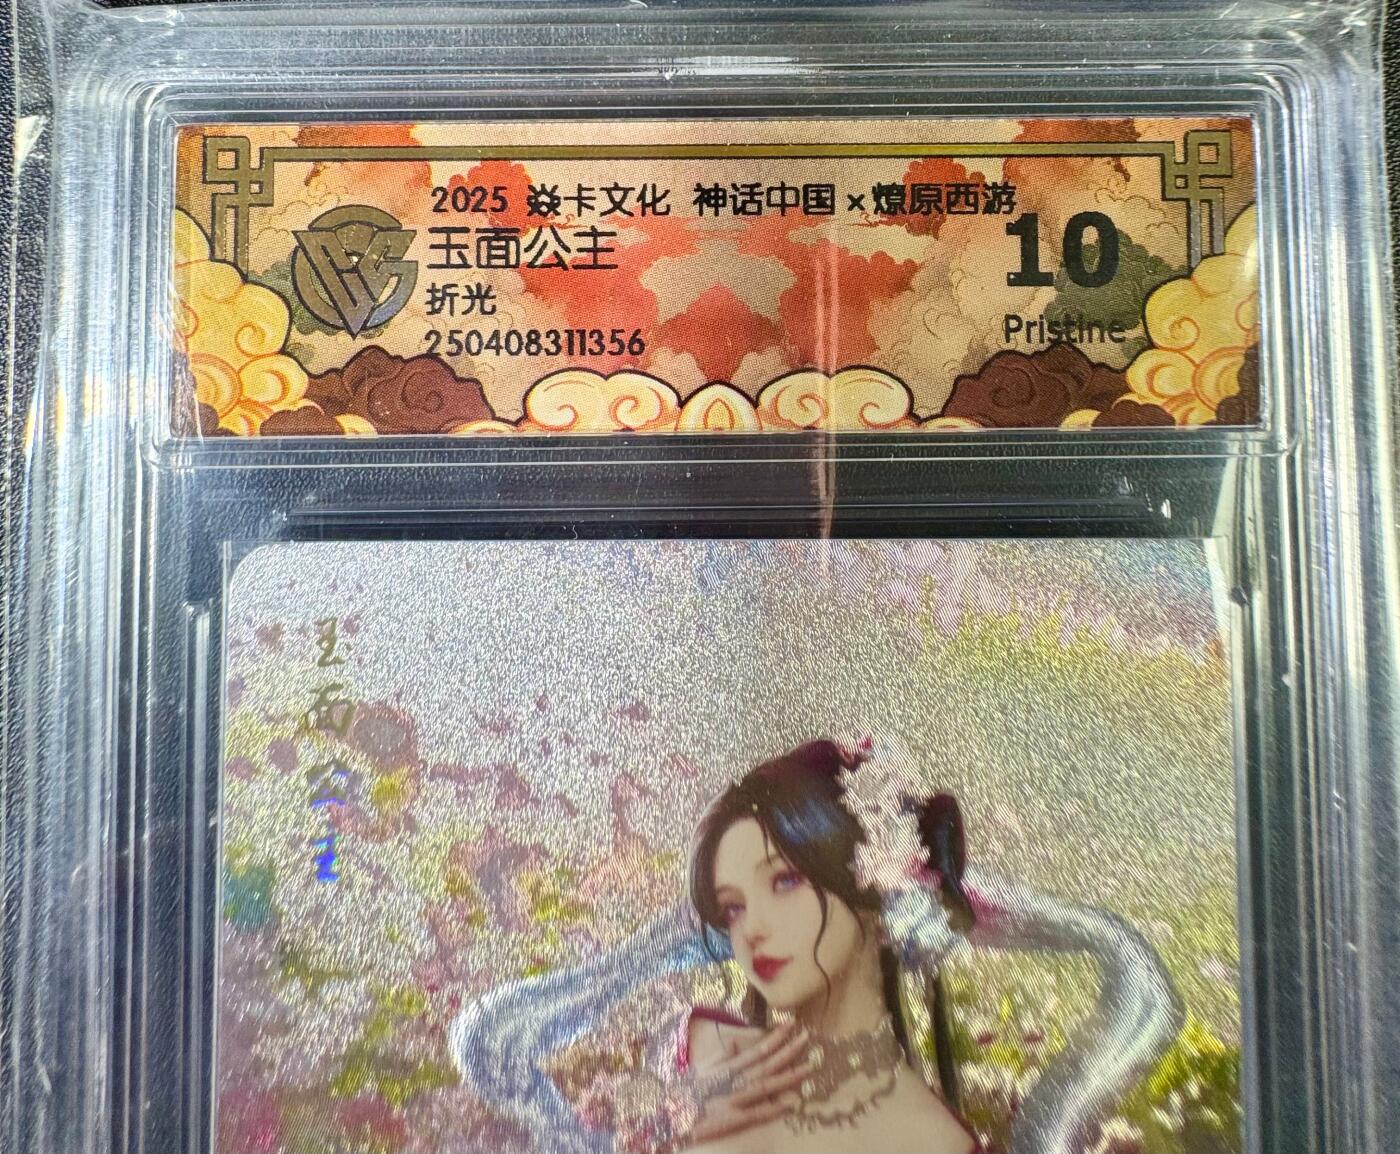 2025 焱卡文化 神话中国×燎原西游
玉面公主
折光
250408311356
10
Pristine
玉面公主